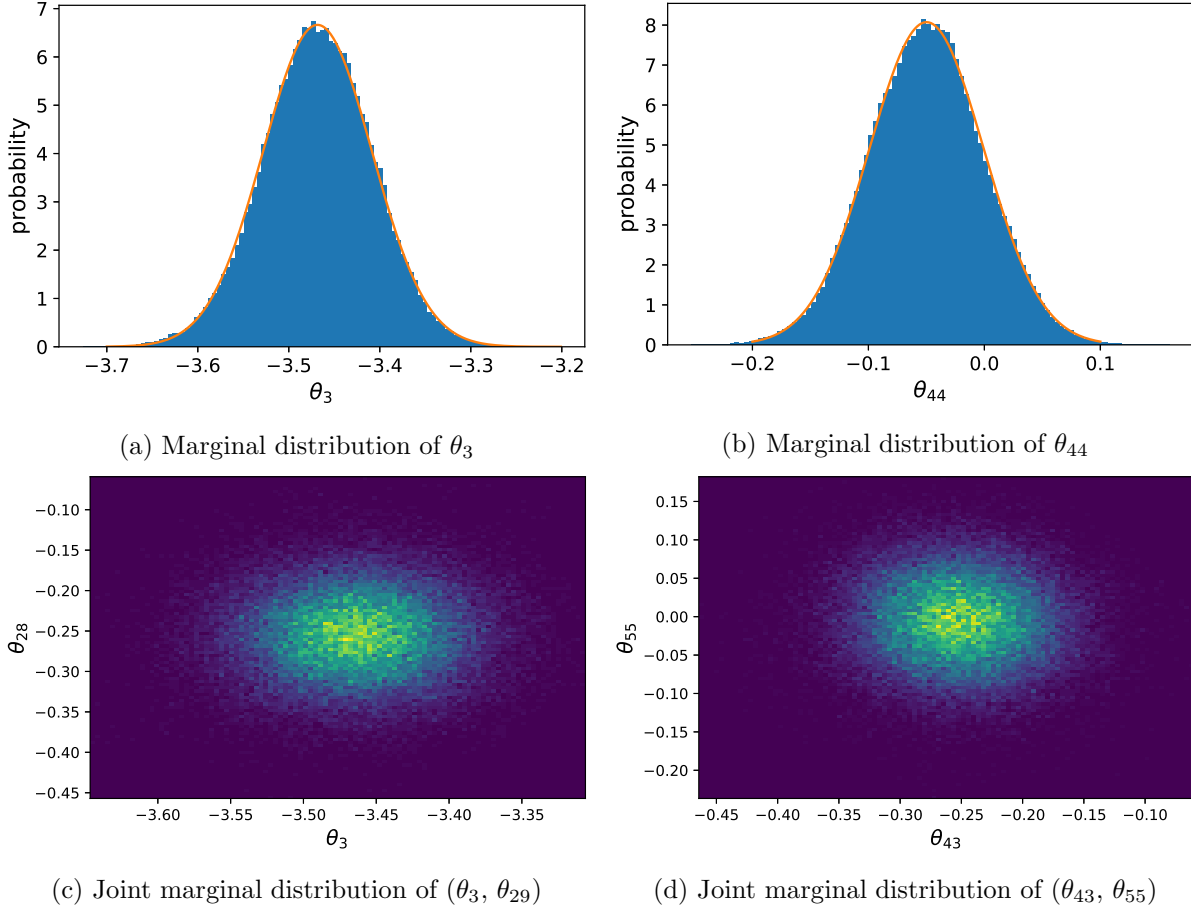 7
6
5
4
3
2
1
0
probability
−3.7 −3.6 −3.5 −3.4 −3.3 −3.2
θ3
(a) Marginal distribution of θ3
8
7
6
5
4
3
2
1
0
probability
−0.2 −0.1 0.0 0.1
θ44
(b) Marginal distribution of θ44
−0.10
−0.15
−0.20
−0.25
−0.30
−0.35
−0.40
−0.45
θ28
−3.60 −3.55 −3.50 −3.45 −3.40 −3.35
θ3
(c) Joint marginal distribution of (θ3, θ29)
0.15
0.10
0.05
0.00
−0.05
−0.10
−0.15
−0.20
θ55
−0.45 −0.40 −0.35 −0.30 −0.25 −0.20 −0.15 −0.10
θ43
(d) Joint marginal distribution of (θ43, θ55)